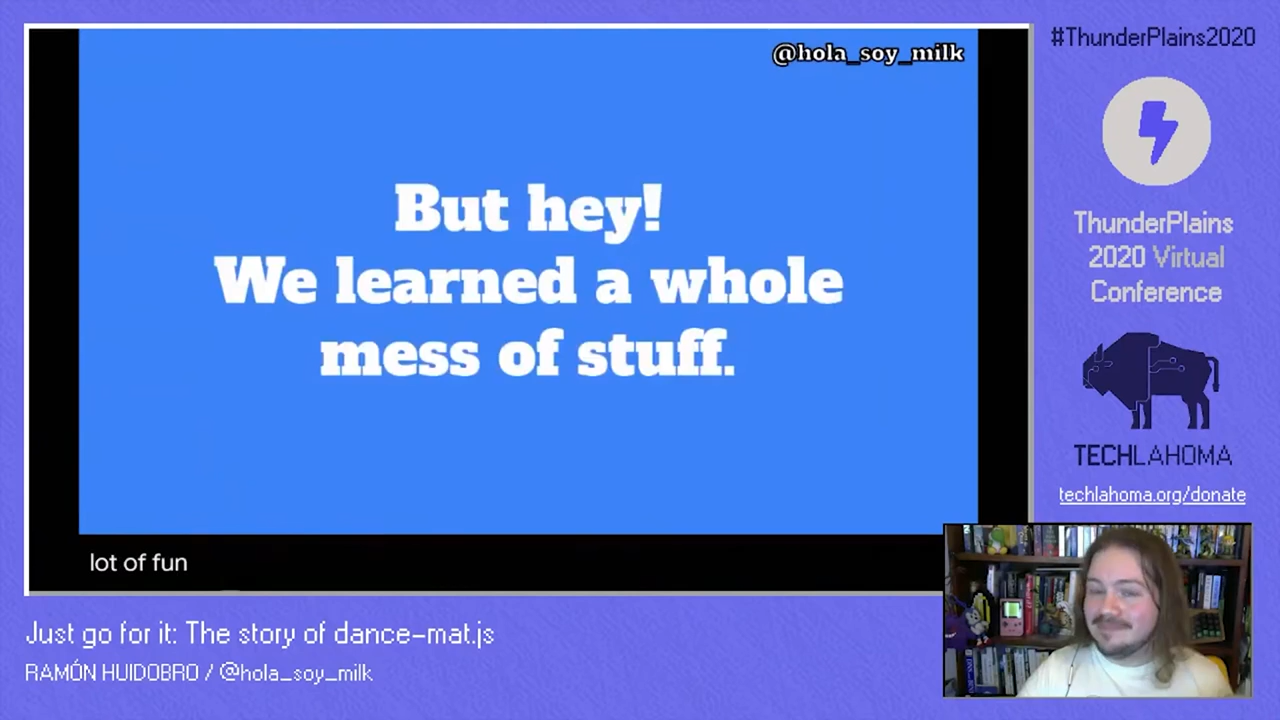 @hola_soy_milk
But hey!
We learned a whole
mess of stuff.
lot of fun
Just go for it: The story of dance-mat.js
RAMÓN HUIDOBRO / @hola_soy_milk
#ThunderPlains2020
ThunderPlains
2020 Virtual
Conference
TECHLAHOMA
techlahoma.org/donate